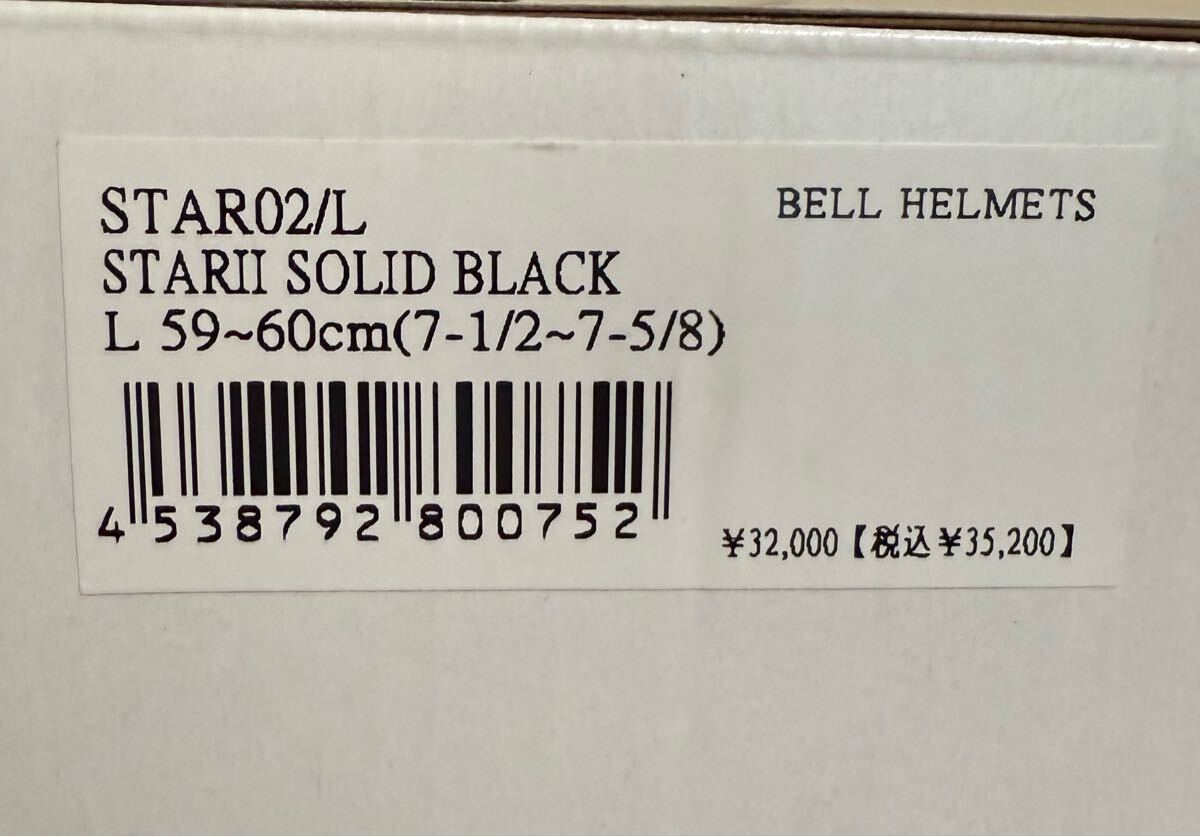 STAR02/L
BELL HELMETS
STARII SOLID BLACK
L 59~60cm(7-1/2~7-5/8)
4 538792 800752
¥32,000【税込¥35,200】